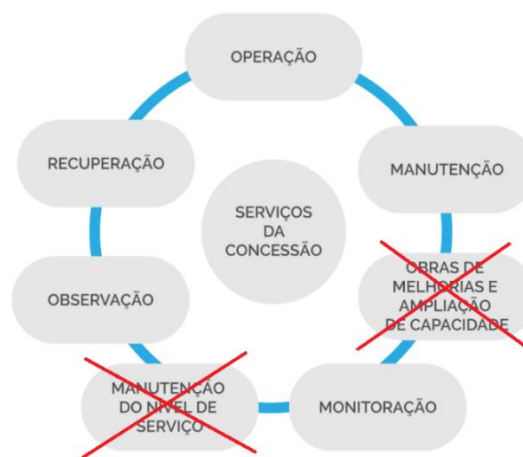 OPERAÇÃO
RECUPERAÇÃO
MANUTENÇÃO
SERVIÇOS
DA
CONCESSÃO
OBRAS DE
MELHORIAS E
AMPLIAÇÃO
DE CAPACIDADE
OBSERVAÇÃO
MANUTENÇÃO
DO NÍVEL DE
SERVIÇO
MONITORAÇÃO